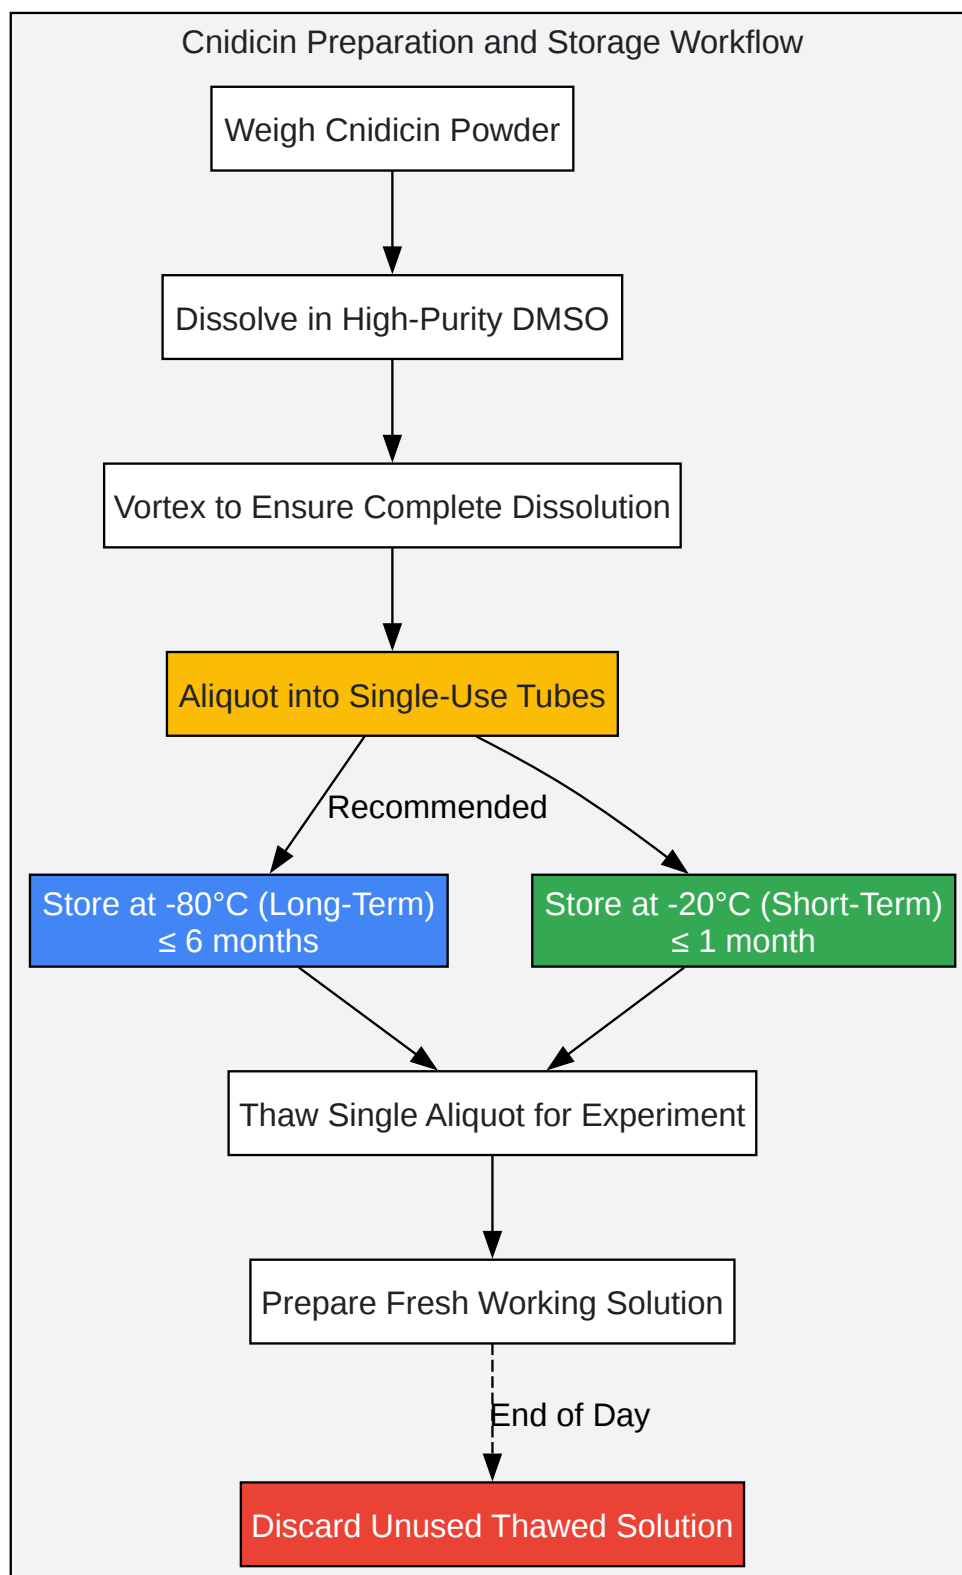 Cnidicin Preparation and Storage Workflow
Weigh Cnidicin Powder
Dissolve in High-Purity DMSO
Vortex to Ensure Complete Dissolution
Aliquot into Single-Use Tubes
Recommended
Store at -80°C (Long-Term)
≤ 6 months
Store at -20°C (Short-Term)
≤ 1 month
Thaw Single Aliquot for Experiment
Prepare Fresh Working Solution
End of Day
Discard Unused Thawed Solution